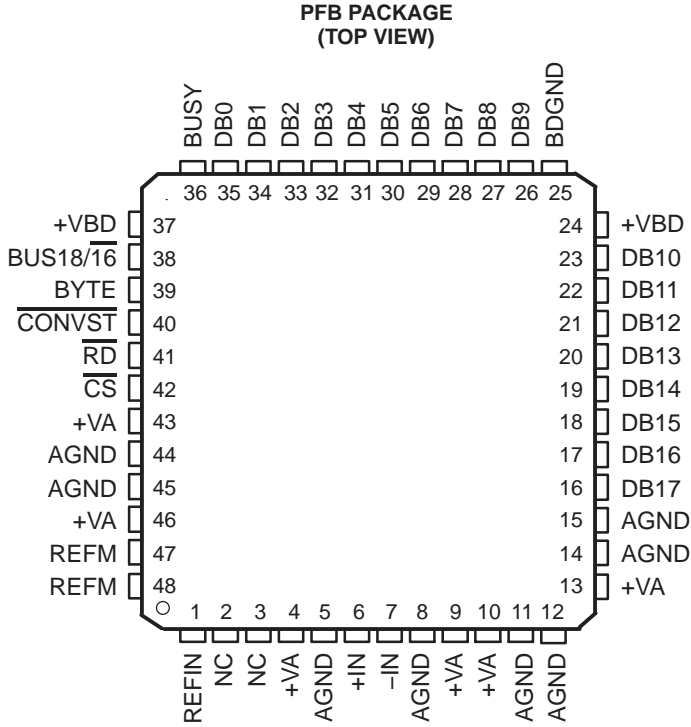 PFB PACKAGE
(TOP VIEW)
BUSY
DB0
DB1
DB2
DB3
DB4
DB5
DB6
DB7
DB8
DB9
BDGND
36 35 34 33 32 31 30 29 28 27 26 25
+VBD 37 24 +VBD
BUS18/16 38 23 DB10
BYTE 39 22 DB11
CONVST 40 21 DB12
RD 41 20 DB13
CS 42 19 DB14
+VA 43 18 DB15
AGND 44 17 DB16
AGND 45 16 DB17
+VA 46 15 AGND
REFM 47 14 AGND
REFM 48 13 +VA
1 2 3 4 5 6 7 8 9 10 11 12
REFIN
NC
NC
+VA
AGND
+IN
−IN
AGND
+VA
+VA
AGND
AGND